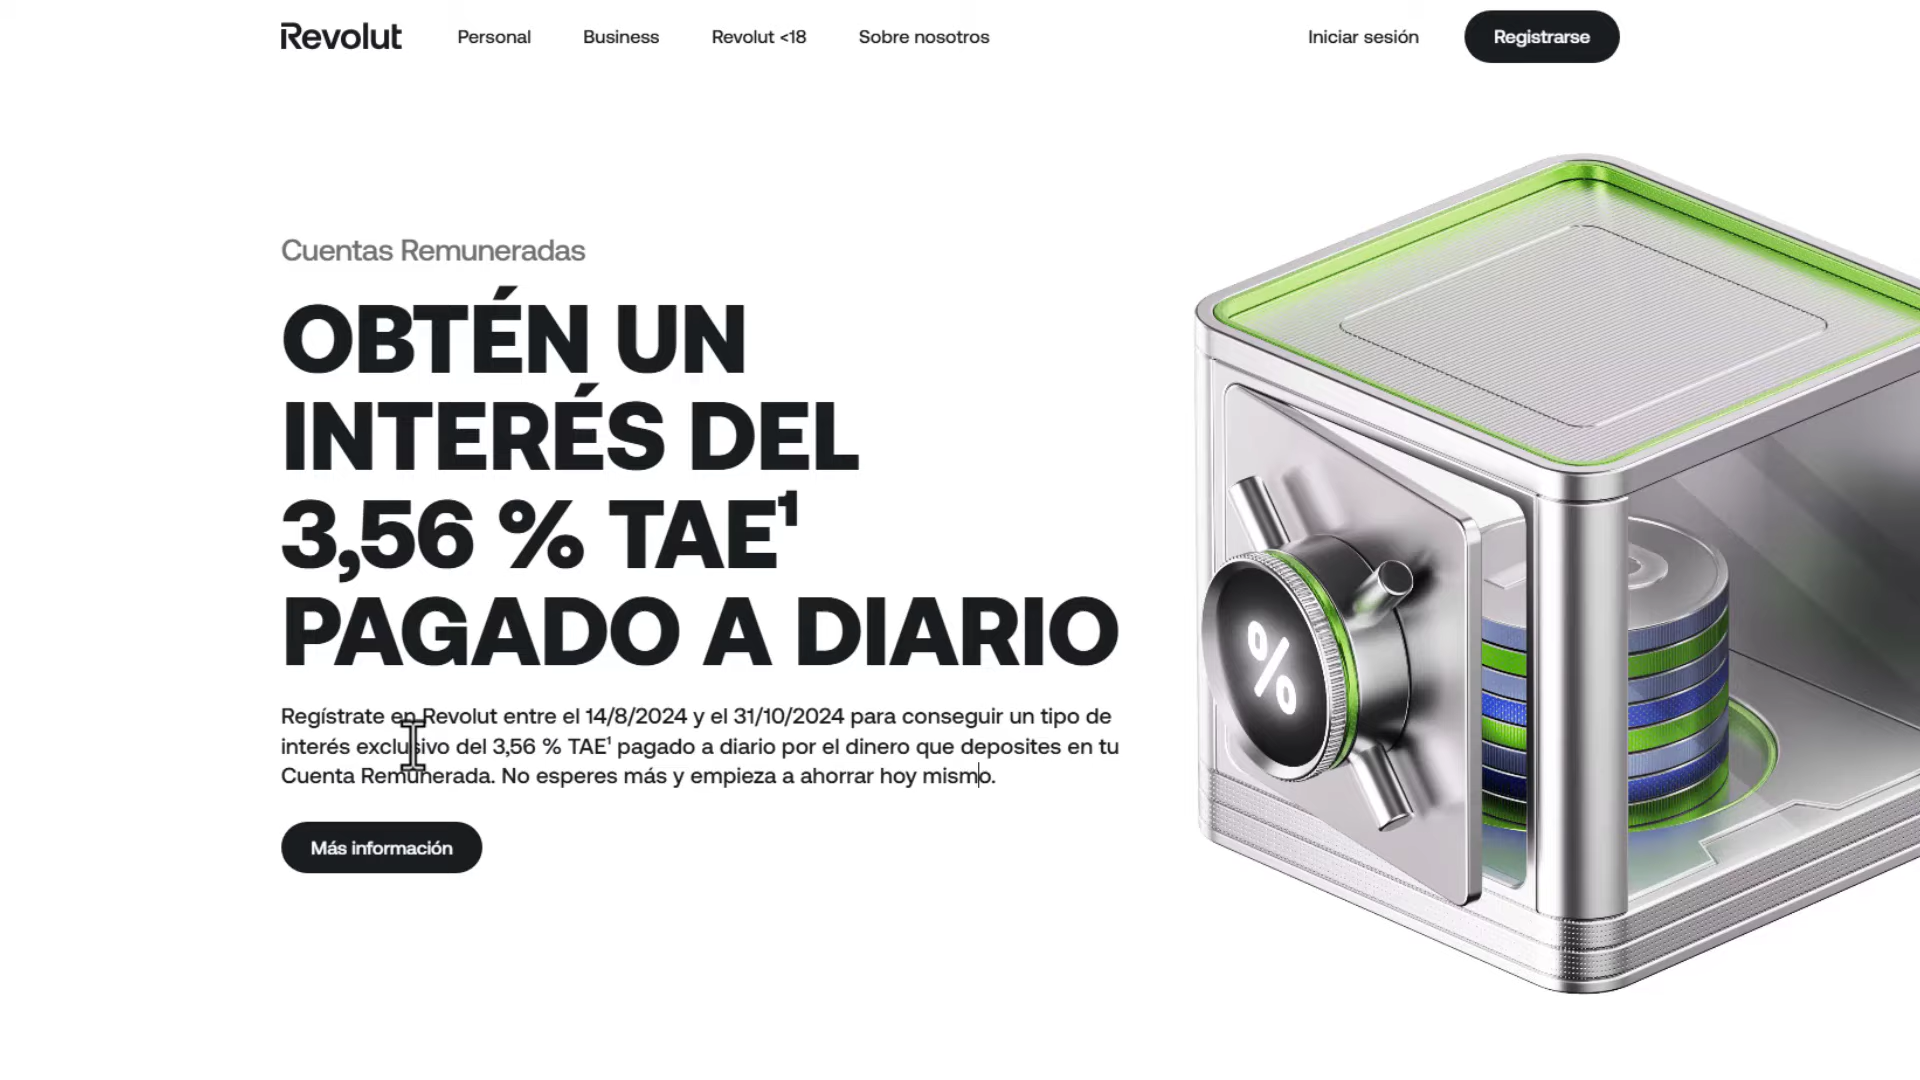 Revolut Personal Business Revolut <18 Sobre nosotros Iniciar sesión Registrarse
Cuentas Remuneradas
OBTÉN UN
INTERÉS DEL
3,56 % TAE¹
PAGADO A DIARIO
Regístrate en Revolut entre el 14/8/2024 y el 31/10/2024 para conseguir un tipo de
interés exclusivo del 3,56 % TAE¹ pagado a diario por el dinero que deposites en tu
Cuenta Remunerada. No esperes más y empieza a ahorrar hoy mismo.
Más información
%